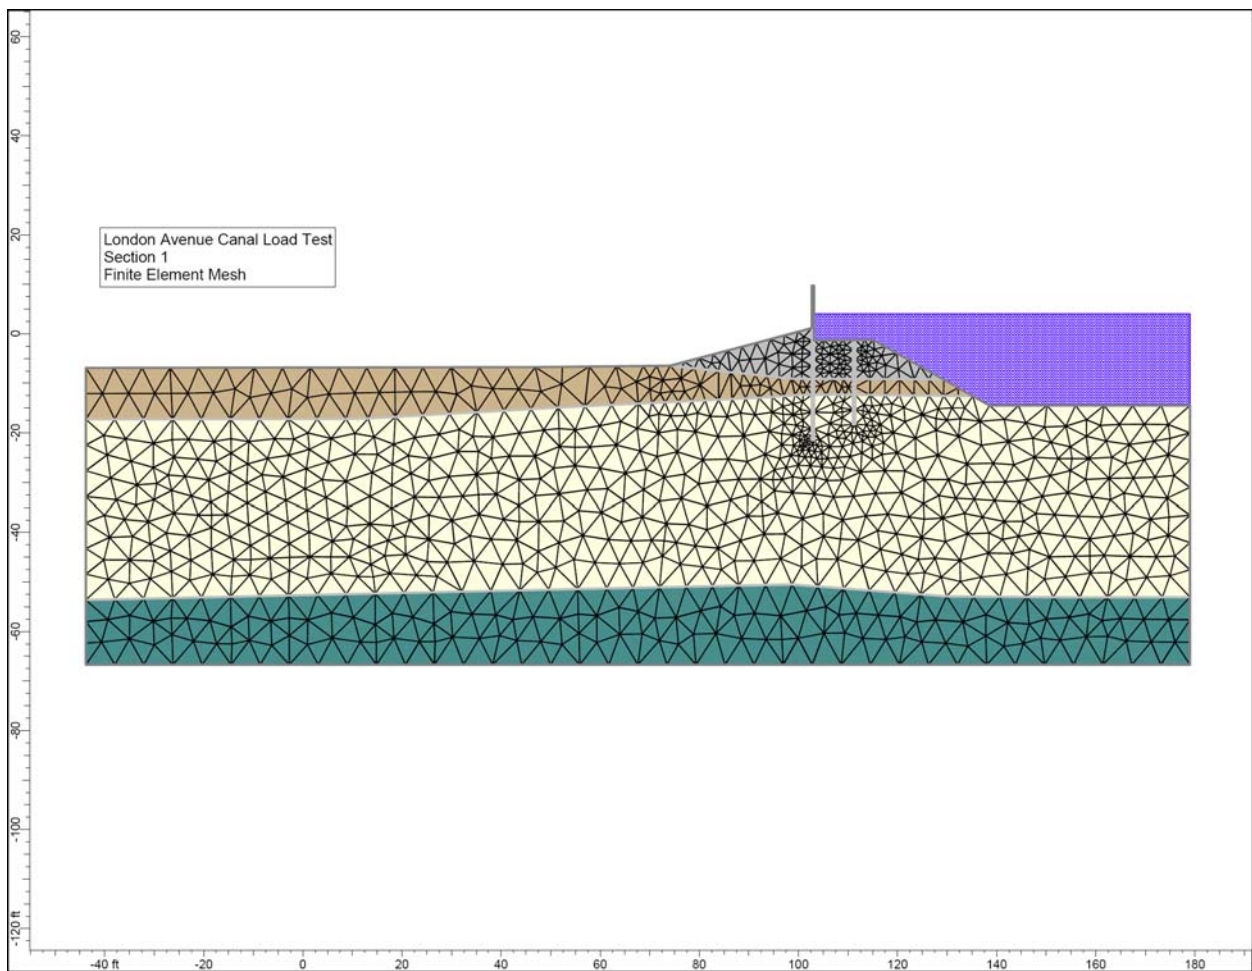 60
40
20
London Avenue Canal Load Test
Section 1
Finite Element Mesh
0
-20
-40
-60
-80
-100
-120 ft
-40 ft -20 0 20 40 60 80 100 120 140 160 180